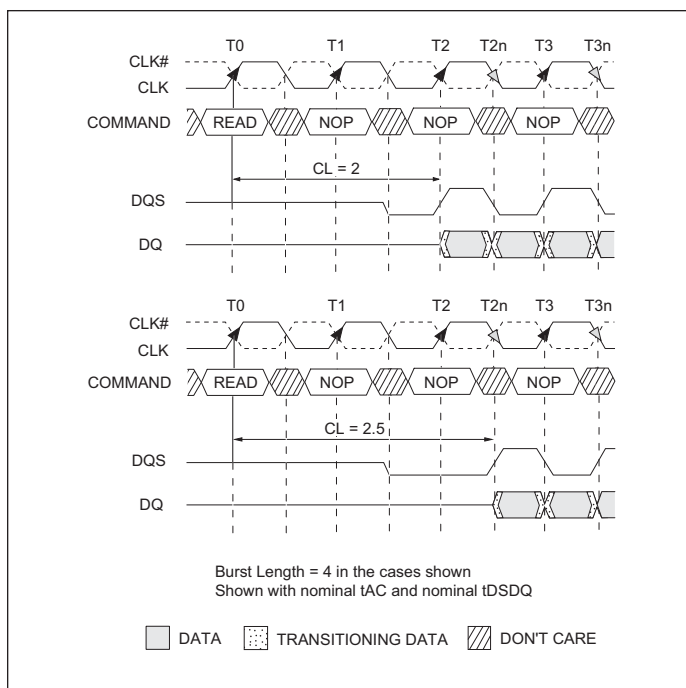 T0 T1 T2 T2n T3 T3n
CLK#
CLK
COMMAND READ NOP NOP NOP
CL = 2
DQS
DQ
T0 T1 T2 T2n T3 T3n
CLK#
CLK
COMMAND READ NOP NOP NOP
CL = 2.5
DQS
DQ
Burst Length = 4 in the cases shown
Shown with nominal tAC and nominal tDSDQ
DATA TRANSITIONING DATA DON'T CARE